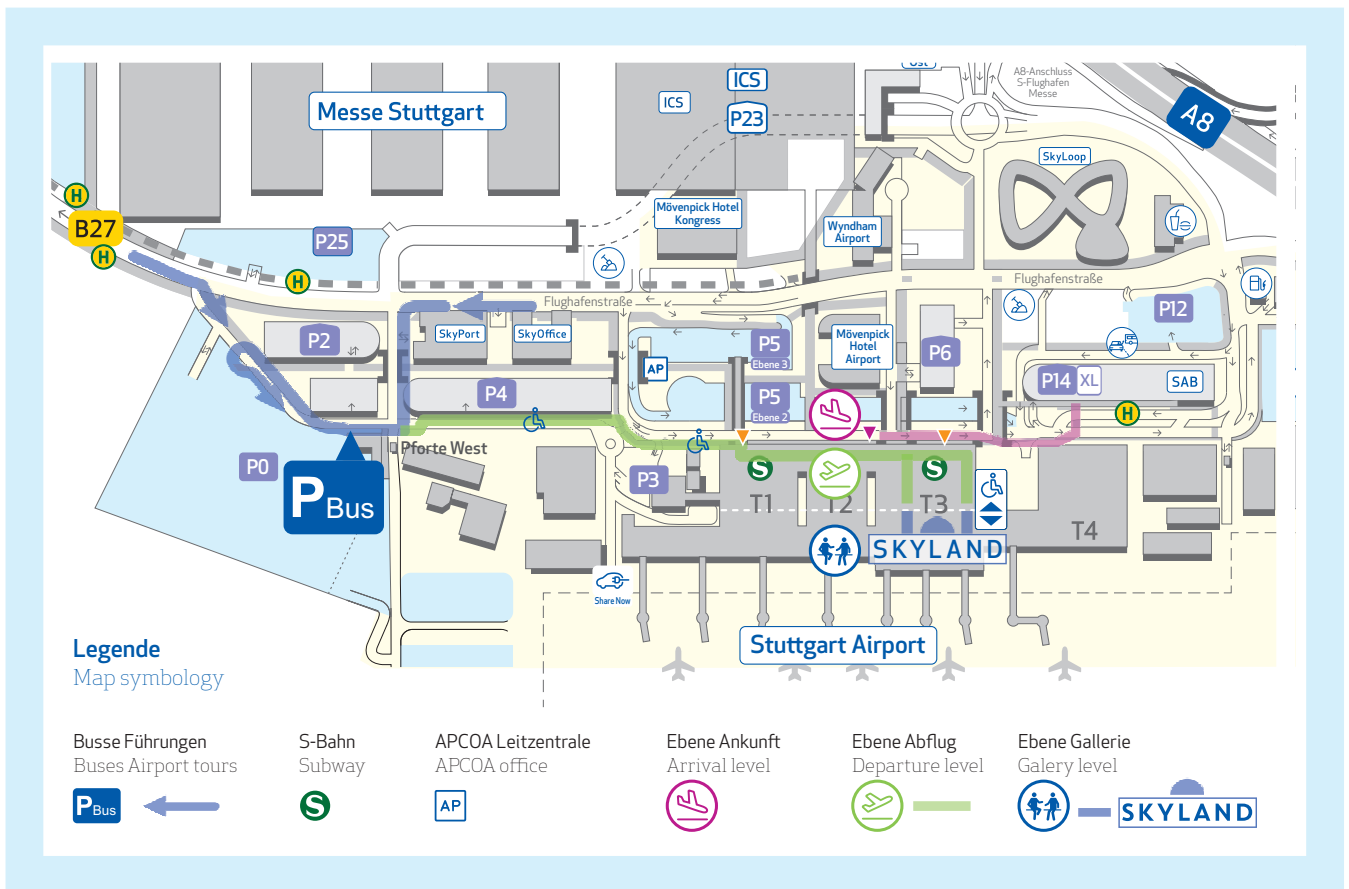 Ost
A8-Anschluss
S-Flughafen
Messe
ICS
ICS
P23
A8
Messe Stuttgart
SkyLoop
H
B27
H
P25
H
Mövenpick Hotel
Kongress
Wyndham
Airport
Flughafenstraße
Flughafenstraße
P12
P2
SkyPort
SkyOffice
P5
Ebene 3
Mövenpick
Hotel
Airport
P6
AP
P14
XL
SAB
P4
P5
Ebene 2
H
Pforte West
P0
P Bus
P3
S
S
T1
T2
T3
T4
SKYLAND
Share Now
Stuttgart Airport
Legende
Map symbology
Busse Führungen
Buses Airport tours
P Bus
S-Bahn
Subway
S
APCOA Leitzentrale
APCOA office
AP
Ebene Ankunft
Arrival level
Ebene Abflug
Departure level
Ebene Gallerie
Galery level
SKYLAND